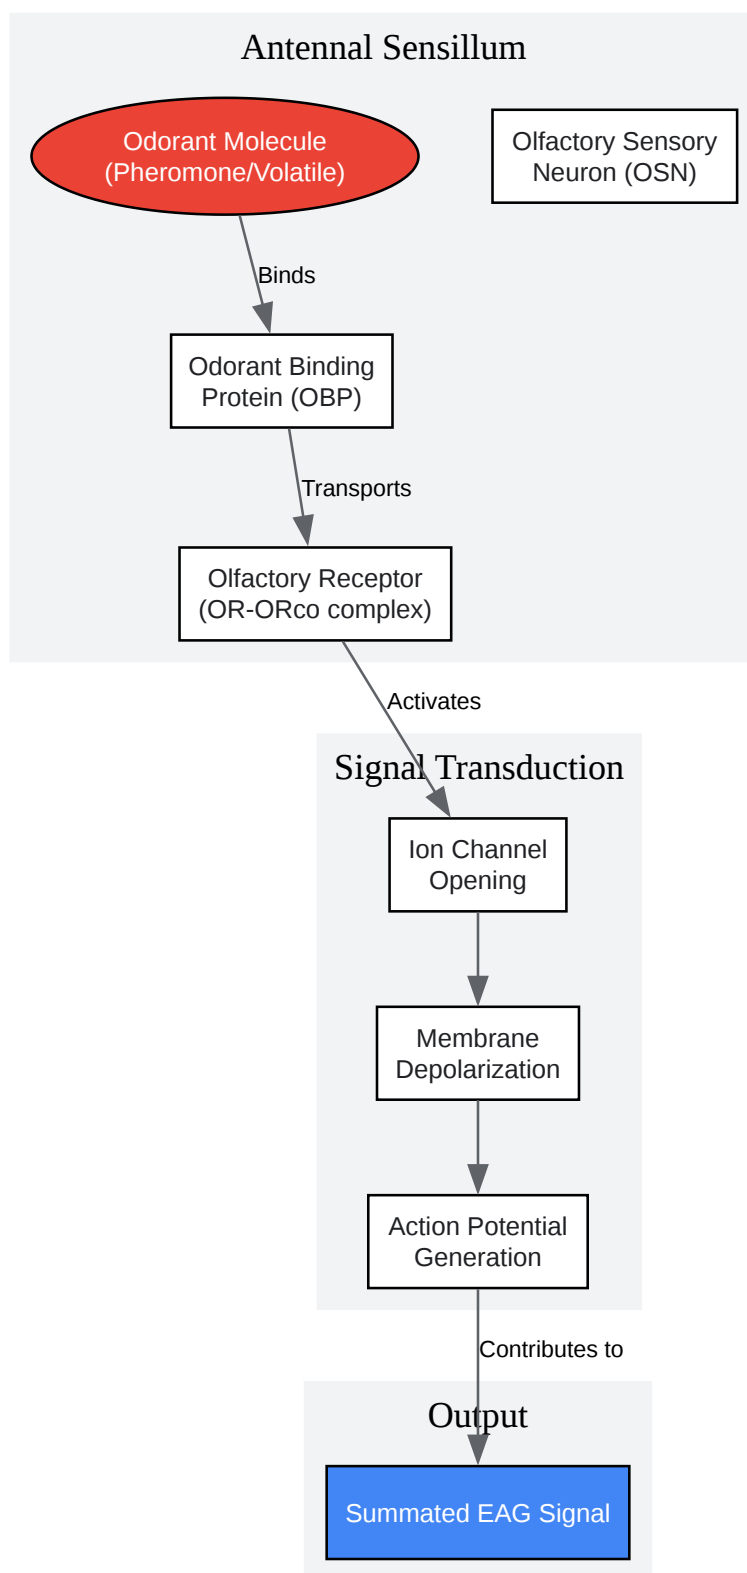 Antennal Sensillum
Odorant Molecule
(Pheromone/Volatile)
Olfactory Sensory
Neuron (OSN)
Binds
Odorant Binding
Protein (OBP)
Transports
Olfactory Receptor
(OR-ORco complex)
Activates
Signal Transduction
Ion Channel
Opening
Membrane
Depolarization
Action Potential
Generation
Contributes to
Output
Summated EAG Signal